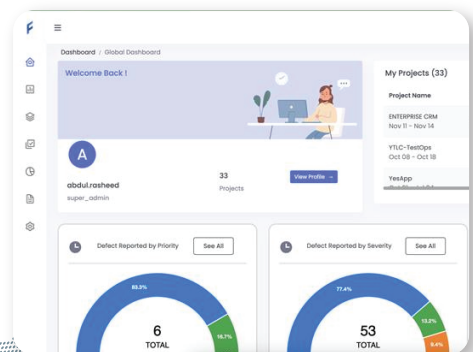 Dashboard / Global Dashboard
Welcome Back !
A
abdul.rasheed
super_admin
33
Projects
View Profile →
My Projects (33)
Project Name
ENTERPRISE CRM
Nov 11 - Nov 14
YTLC-TestOps
Oct 08 - Oct 18
YesApp
Defect Reported by Priority
See All
83.3%
16.7%
6
TOTAL
Defect Reported by Severity
See All
77.4%
13.2%
9.4%
53
TOTAL